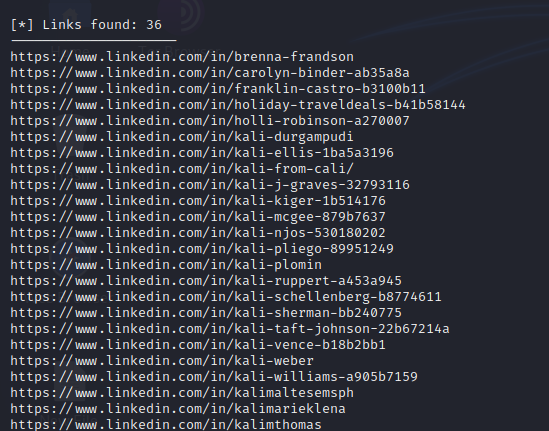 [*] Links found: 36
---------------------
https://www.linkedin.com/in/brenna-frandson
https://www.linkedin.com/in/carolyn-binder-ab35a8a
https://www.linkedin.com/in/franklin-castro-b3100b11
https://www.linkedin.com/in/holiday-traveldeals-b41b58144
https://www.linkedin.com/in/holli-robinson-a270007
https://www.linkedin.com/in/kali-durgampudi
https://www.linkedin.com/in/kali-ellis-1ba5a3196
https://www.linkedin.com/in/kali-from-cali/
https://www.linkedin.com/in/kali-j-graves-32793116
https://www.linkedin.com/in/kali-kiger-1b514176
https://www.linkedin.com/in/kali-mcgee-879b7637
https://www.linkedin.com/in/kali-njos-530180202
https://www.linkedin.com/in/kali-pliego-89951249
https://www.linkedin.com/in/kali-plomin
https://www.linkedin.com/in/kali-ruppert-a453a945
https://www.linkedin.com/in/kali-schellenberg-b8774611
https://www.linkedin.com/in/kali-sherman-bb240775
https://www.linkedin.com/in/kali-taft-johnson-22b67214a
https://www.linkedin.com/in/kali-vence-b18b2bb1
https://www.linkedin.com/in/kali-weber
https://www.linkedin.com/in/kali-williams-a905b7159
https://www.linkedin.com/in/kalimaltesemsph
https://www.linkedin.com/in/kalimarieklena
https://www.linkedin.com/in/kalimthomas